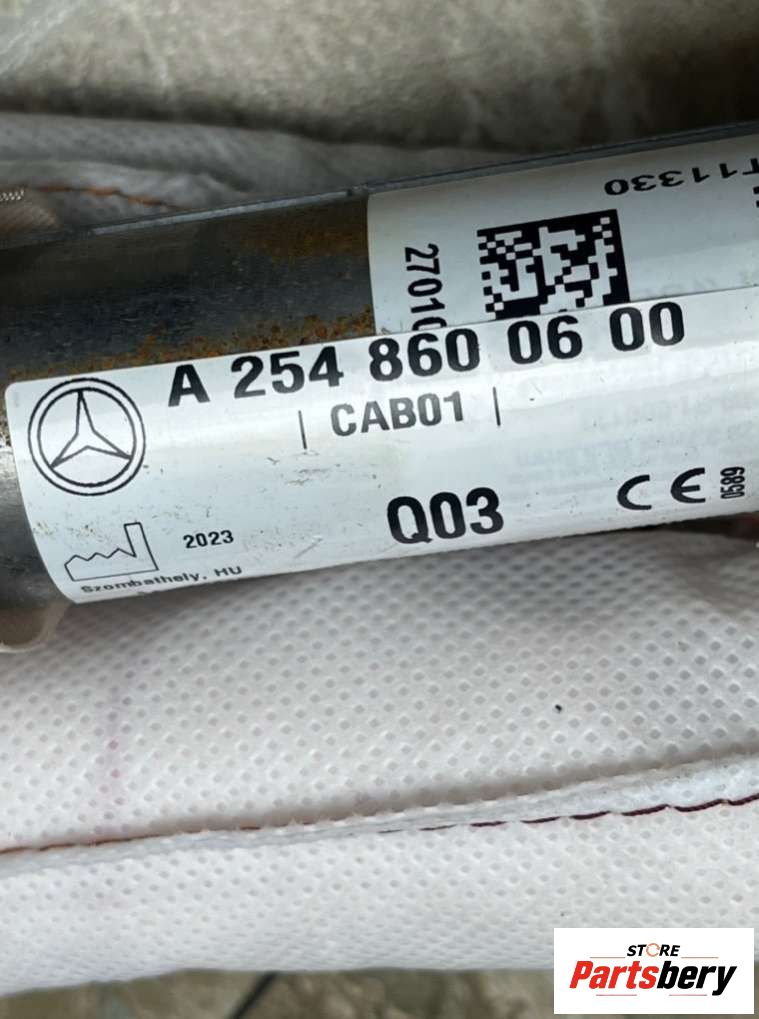 T11330
27010
A 254 860 06 00
| CAB01 |
Q03
CE 0589
2023
Szombathely, HU
STORE
Partsbery